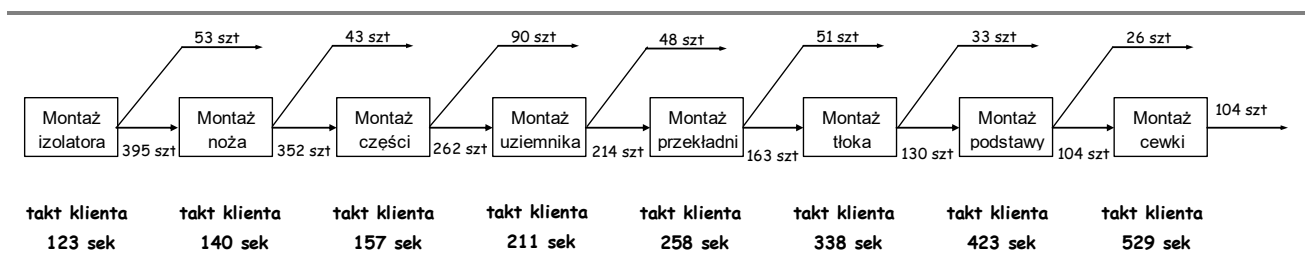 53 szt
43 szt
90 szt
48 szt
51 szt
33 szt
26 szt
Montaż
izolatora
Montaż
noża
Montaż
części
Montaż
uziemnika
Montaż
przekładni
Montaż
tłoka
Montaż
podstawy
Montaż
cewki
104 szt
395 szt
352 szt
262 szt
214 szt
163 szt
130 szt
104 szt
takt klienta
123 sek
takt klienta
140 sek
takt klienta
157 sek
takt klienta
211 sek
takt klienta
258 sek
takt klienta
338 sek
takt klienta
423 sek
takt klienta
529 sek